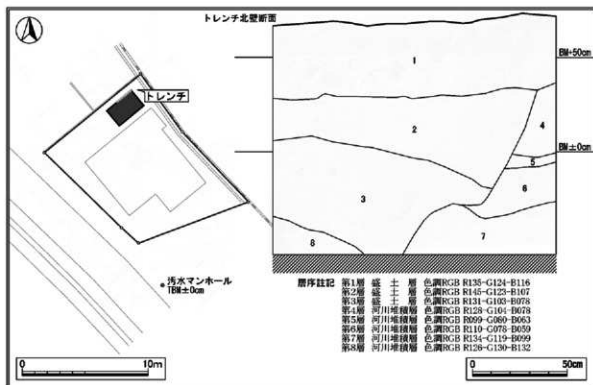 トレンチ北壁断面
トレンチ
汚水マンホール
TBM±0cm
0 10m
1
BM+50cm
2
4
BM±0cm
5
6
3
7
8
層序註記 第1層 盛土層 色調RGB R135-G124-B116
第2層 盛土層 色調RGB R145-G123-B107
第3層 盛土層 色調RGB R131-G103-B078
第4層 河川堆積層 色調RGB R128-G104-B078
第5層 河川堆積層 色調RGB R099-G080-B063
第6層 河川堆積層 色調RGB R110-G078-B059
第7層 河川堆積層 色調RGB R134-G119-B099
第8層 河川堆積層 色調RGB R126-G130-B132
0 50cm